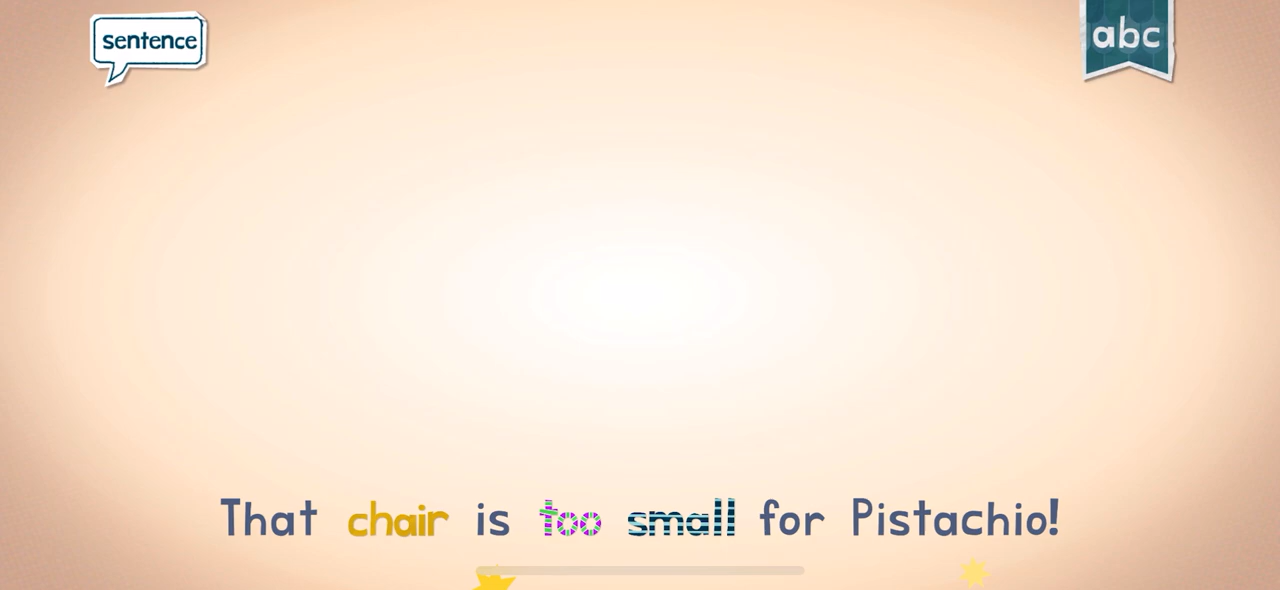 sentence
abc
That chair is too small for Pistachio!